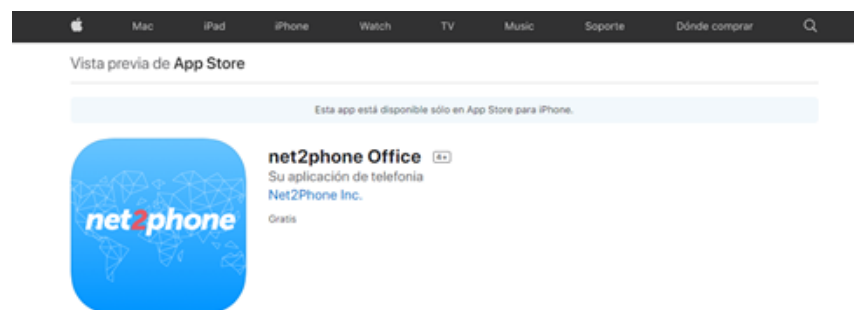 Mac iPad iPhone Watch TV Music Soporte Dónde comprar
Vista previa de App Store
Esta app está disponible sólo en App Store para iPhone.
net2phone Office 4+
Su aplicación de telefonia
Net2Phone Inc.
Gratis
net2phone